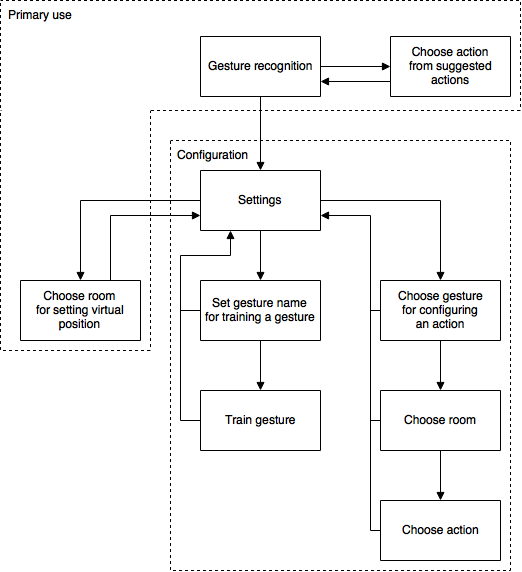 Primary use
Gesture recognition
Choose action
from suggested
actions
Configuration
Settings
Choose room
for setting virtual
position
Set gesture name
for training a gesture
Choose gesture
for configuring
an action
Train gesture
Choose room
Choose action